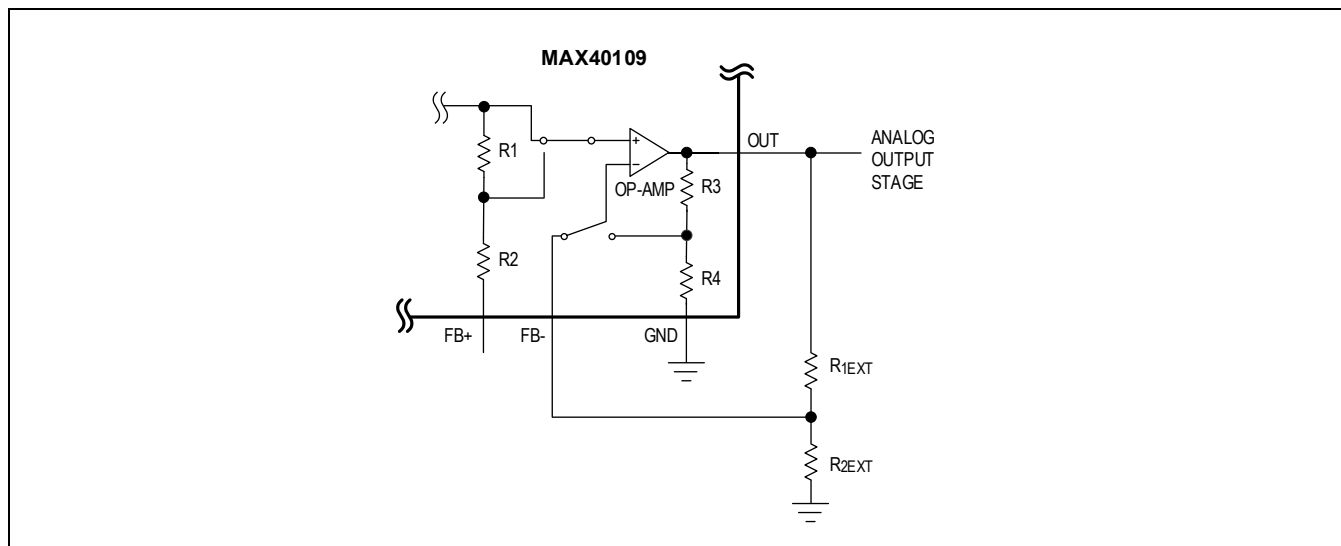 MAX40109
R1
+
−
OUT
ANALOG
OUTPUT
STAGE
OP-AMP
R3
R2
R4
FB+
FB-
GND
R1EXT
R2EXT